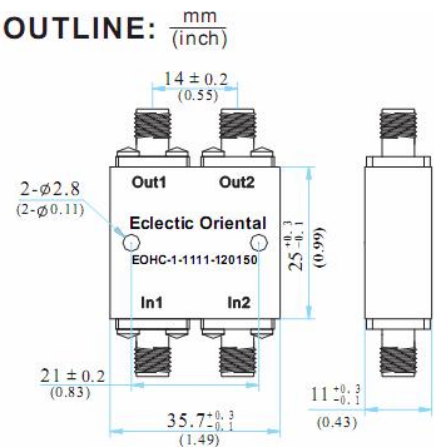 OUTLINE: mm
(inch)
14 ± 0.2
(0.55)
Out1 Out2
2-ø2.8
(2-ø0.11)
Eclectic Oriental
EOHC-1-1111-120150
25 +0.3 -0.1
(0.99)
In1 In2
21 ± 0.2
(0.83)
35.7 +0.3 -0.1
(1.49)
11 +0.3 -0.1
(0.43)